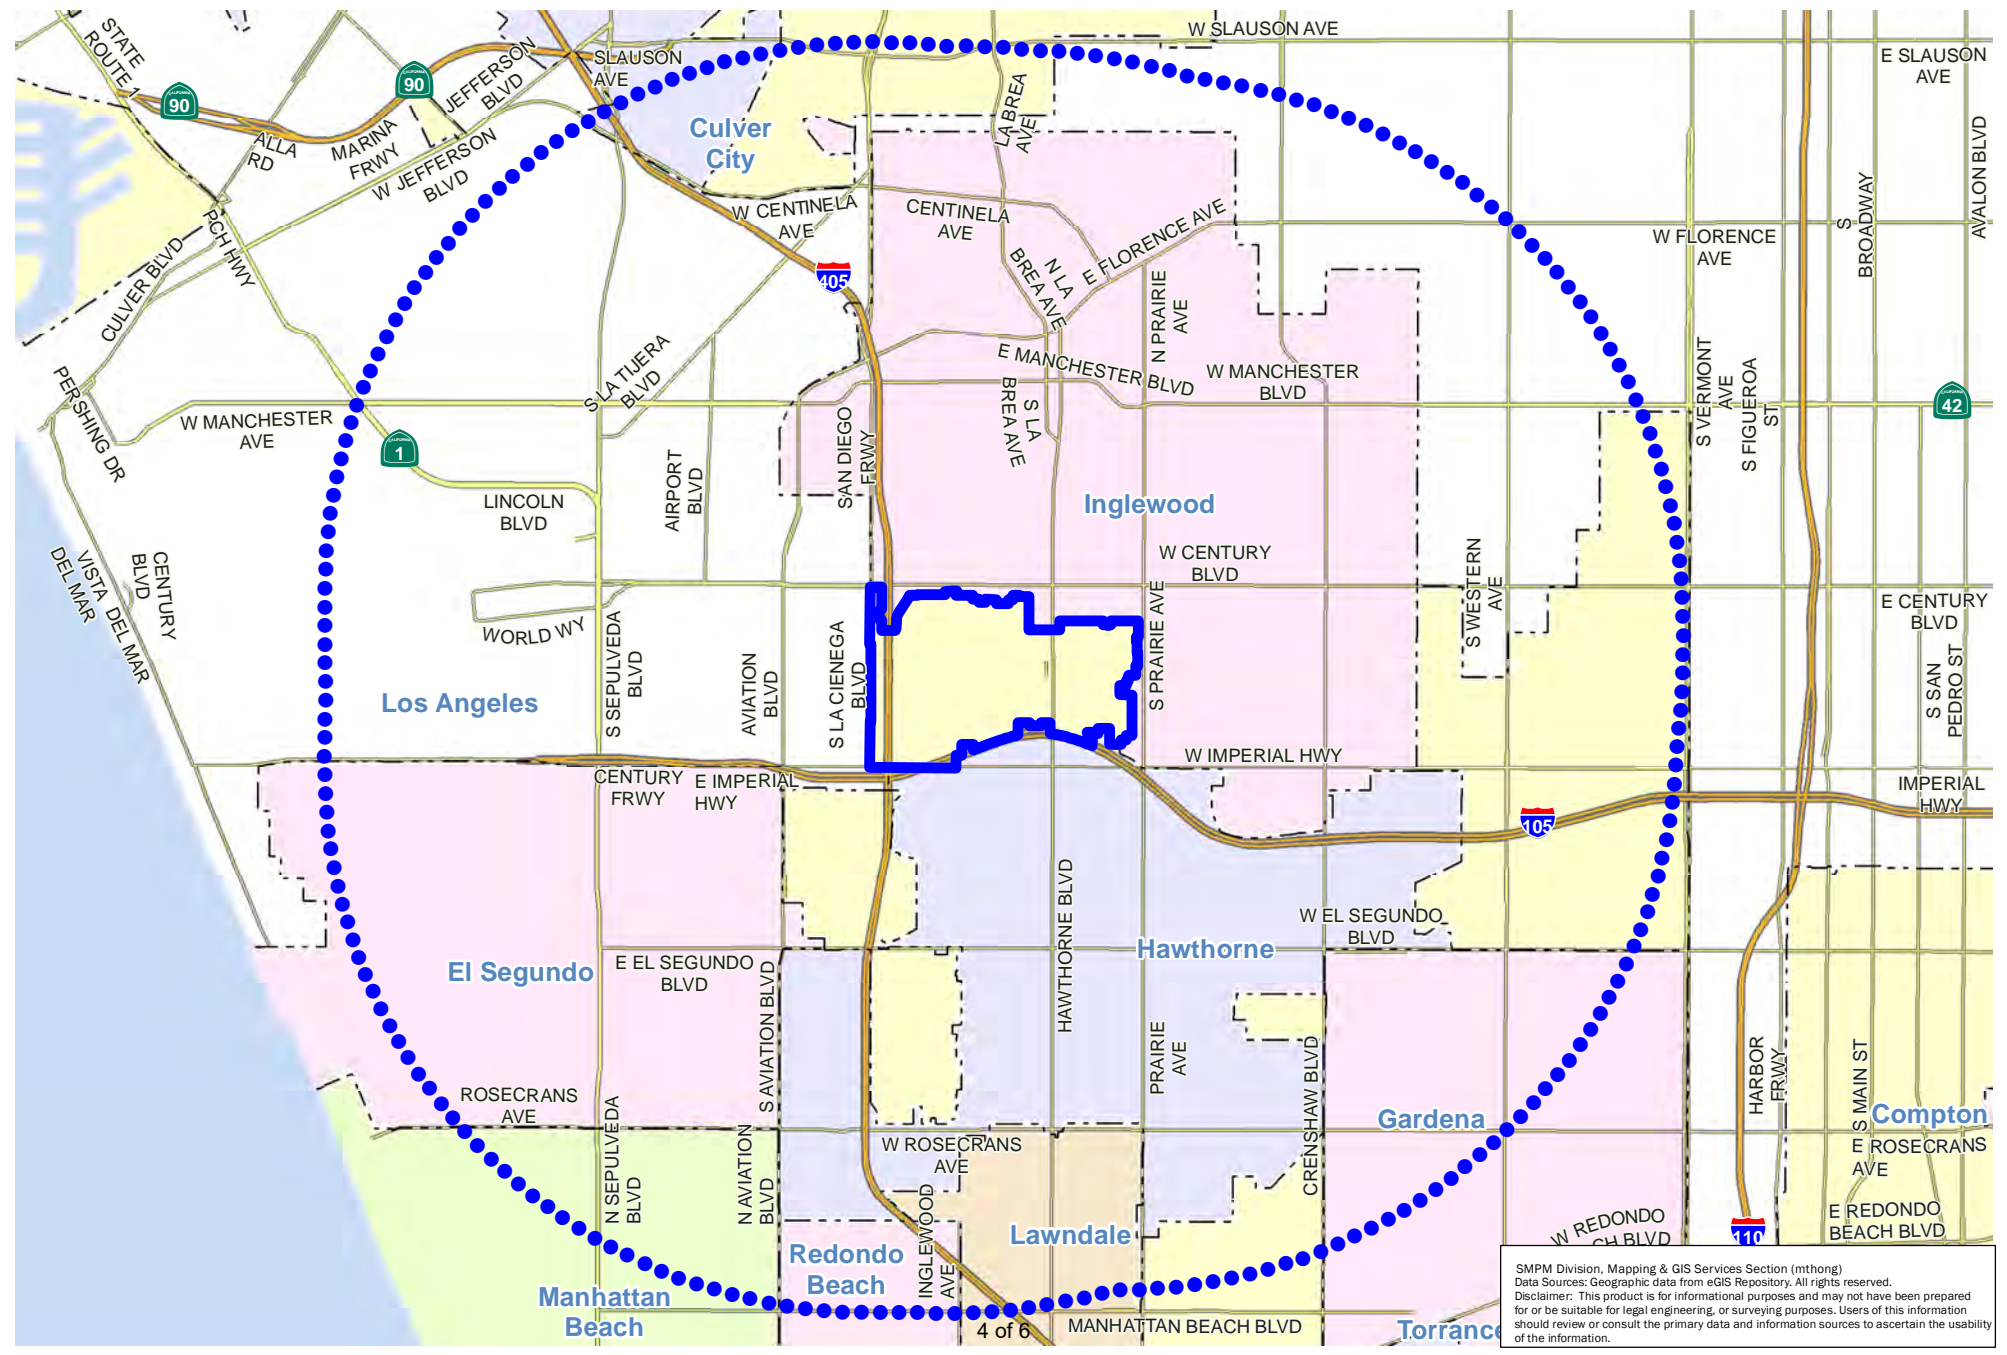 STATE
ROUTE 1
90
90
JEFFERSON
BLVD
SLAUSON
AVE
W SLAUSON AVE
E SLAUSON
AVE
ALLA
RD
MARINA
FRWY
W JEFFERSON
BLVD
Culver
City
LA BREA
AVE
AVALON BLVD
CULVER BLVD
PCH HWY
W CENTINELA
AVE
CENTINELA
AVE
405
N LA
BREA AVE
E FLORENCE AVE
N PRAIRIE
AVE
W FLORENCE
AVE
S
BROADWAY
PERSHING DR
W MANCHESTER
AVE
1
S LA TIJERA
BLVD
SAN DIEGO
FRWY
E MANCHESTER BLVD
S LA
BREA AVE
W MANCHESTER
BLVD
S VERMONT
AVE
S FIGUEROA
ST
42
LINCOLN
BLVD
AIRPORT
BLVD
Inglewood
VISTA DEL MAR
DEL MAR
CENTURY
BLVD
WORLD WY
W CENTURY
BLVD
S WESTERN
AVE
E CENTURY
BLVD
Los Angeles
S SEPULVEDA
BLVD
AVIATION
BLVD
S LA CIENEGA
BLVD
S PRAIRIE AVE
S SAN
PEDRO ST
CENTURY
FRWY
E IMPERIAL
HWY
W IMPERIAL HWY
IMPERIAL
HWY
105
El Segundo
E EL SEGUNDO
BLVD
S AVIATION BLVD
HAWTHORNE BLVD
Hawthorne
W EL SEGUNDO
BLVD
PRAIRIE
AVE
CRENSHAW BLVD
HARBOR
FRWY
S MAIN ST
ROSECRANS
AVE
W ROSECRANS
AVE
Gardena
Compton
E ROSECRANS
AVE
N SEPULVEDA
BLVD
N AVIATION
BLVD
INGLEWOOD
AVE
Redondo
Beach
Lawndale
W REDONDO
CH BLVD
110
E REDONDO
BEACH BLVD
Manhattan
Beach
4 of 6
MANHATTAN BEACH BLVD
Torrance
SMPM Division, Mapping & GIS Services Section (mthong)
Data Sources: Geographic data from eGIS Repository. All rights reserved.
Disclaimer: This product is for informational purposes and may not have been prepared
for or be suitable for legal engineering, or surveying purposes. Users of this information
should review or consult the primary data and information sources to ascertain the usability
of the information.